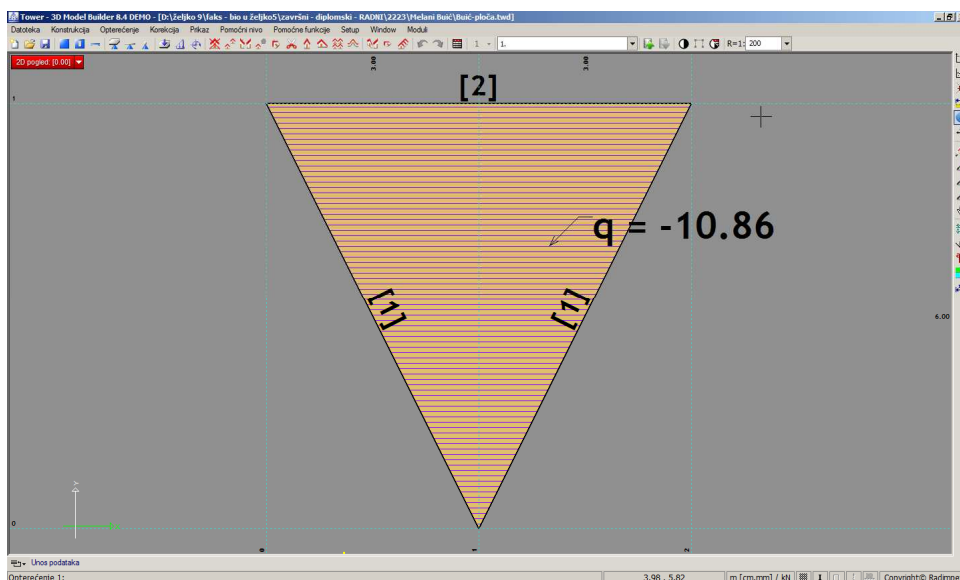 Tower - 3D Model Builder 8.4 DEMO - [D:\željko 9\faks - bio u željko5\završni - diplomski - RADNI\2223\Melani Buić\Buić-ploča.twd]
Datoteka Konstrukcija Opterećenje Korekcija Prikaz Pomoćni nivo Pomoćne funkcije Setup Window Moduli
1 1. R=1: 200
2D pogled: [0.00]
3.00 3.00
[2]
1
q = -10.86
[1] [1]
6.00
Y
0
0 1 2
Unos podataka
Opterećenje 1: 3.98 , 5.82 m [cm,mm] / kN